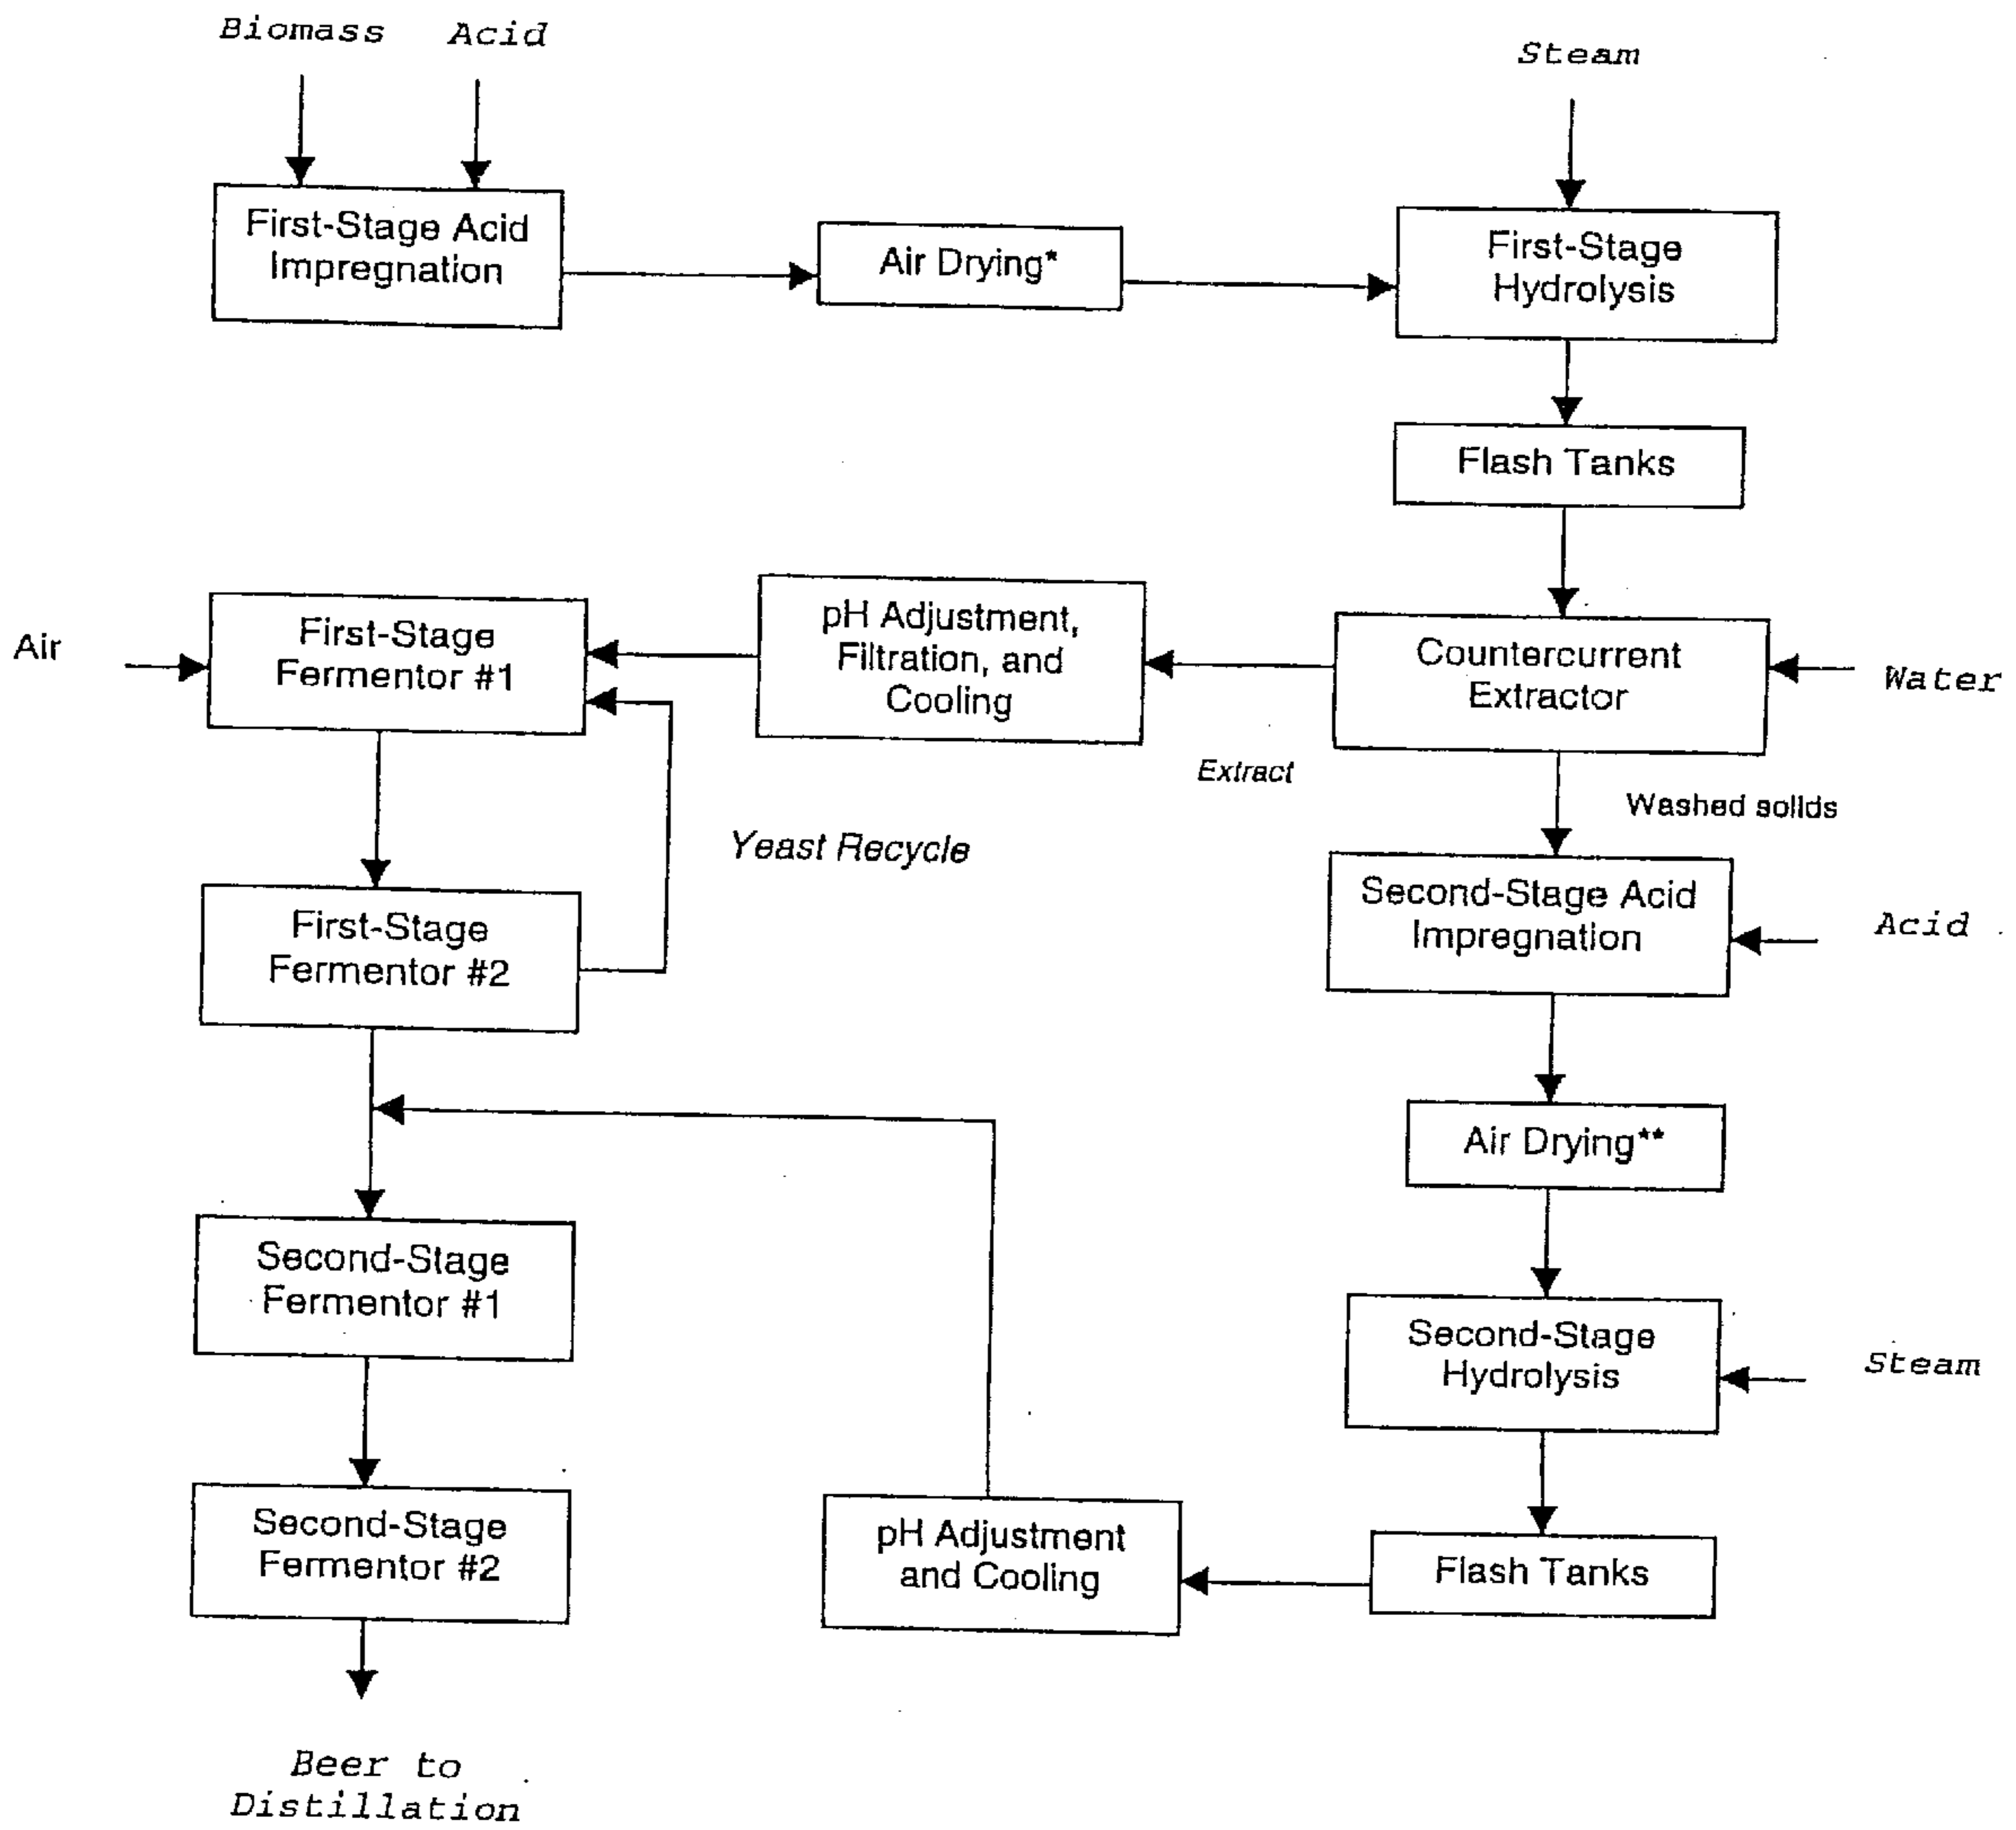 Biomass
Acid
Steam
First-Stage Acid
Impregnation
Air Drying*
First-Stage
Hydrolysis
Flash Tanks
Air
First-Stage
Fermentor #1
pH Adjustment,
Filtration, and
Cooling
Countercurrent
Extractor
Water
Extract
Washed solids
Yeast Recycle
First-Stage
Fermentor #2
Second-Stage Acid
Impregnation
Acid
Air Drying**
Second-Stage
Fermentor #1
Second-Stage
Hydrolysis
Steam
Second-Stage
Fermentor #2
pH Adjustment
and Cooling
Flash Tanks
Beer to
Distillation